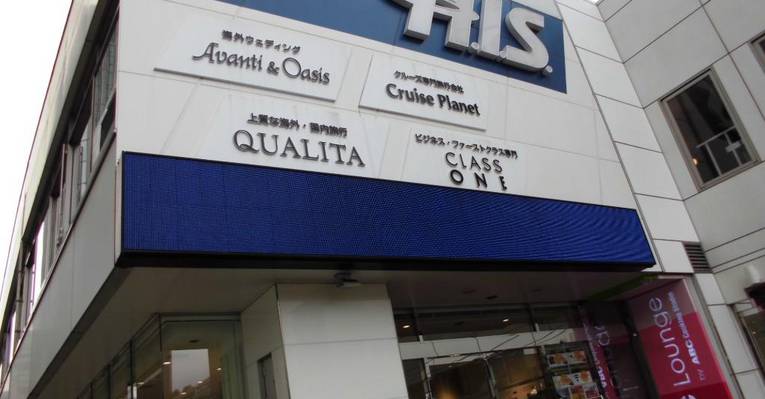 H.I.S.
海外ウェディング
Avanti & Oasis
クルーズ専門旅行会社
Cruise Planet
上質な海外・国内旅行
QUALITA
ビジネス・ファーストクラス専門
CLASS
ONE
Lounge
by ABC Cooking Studio